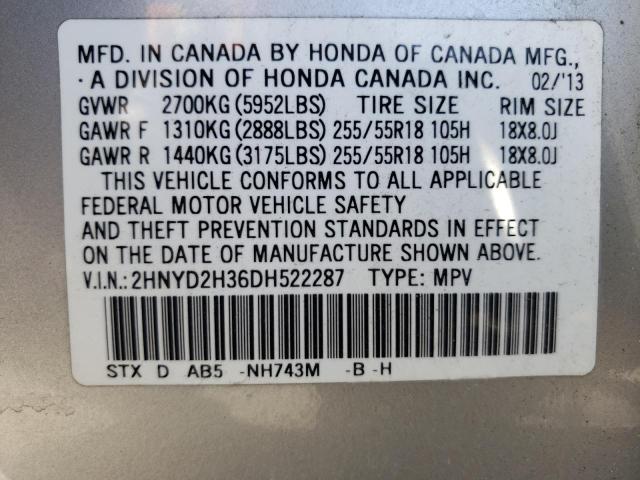 MFD. IN CANADA BY HONDA OF CANADA MFG.,
· A DIVISION OF HONDA CANADA INC. 02/'13
GVWR 2700KG (5952LBS) TIRE SIZE RIM SIZE
GAWR F 1310KG (2888LBS) 255/55R18 105H 18X8.0J
GAWR R 1440KG (3175LBS) 255/55R18 105H 18X8.0J
THIS VEHICLE CONFORMS TO ALL APPLICABLE
FEDERAL MOTOR VEHICLE SAFETY
AND THEFT PREVENTION STANDARDS IN EFFECT
ON THE DATE OF MANUFACTURE SHOWN ABOVE.
V.I.N.: 2HNYD2H36DH522287 TYPE: MPV
STX D AB5 -NH743M -B -H